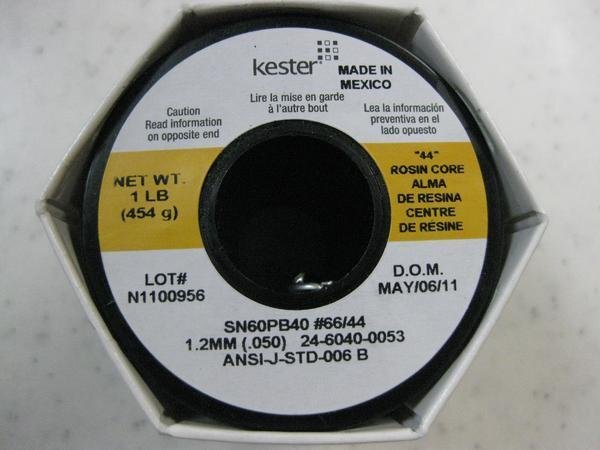 kester
MADE IN
MEXICO
Caution
Read information
on opposite end
Lire la mise en garde
à l'autre bout
Lea la información
preventiva en el
lado opuesto
NET WT.
1 LB
(454 g)
"44"
ROSIN CORE
ALMA
DE RESINA
CENTRE
DE RESINE
LOT#
N1100956
D.O.M.
MAY/06/11
SN60PB40 #66/44
1.2MM (.050) 24-6040-0053
ANSI-J-STD-006 B